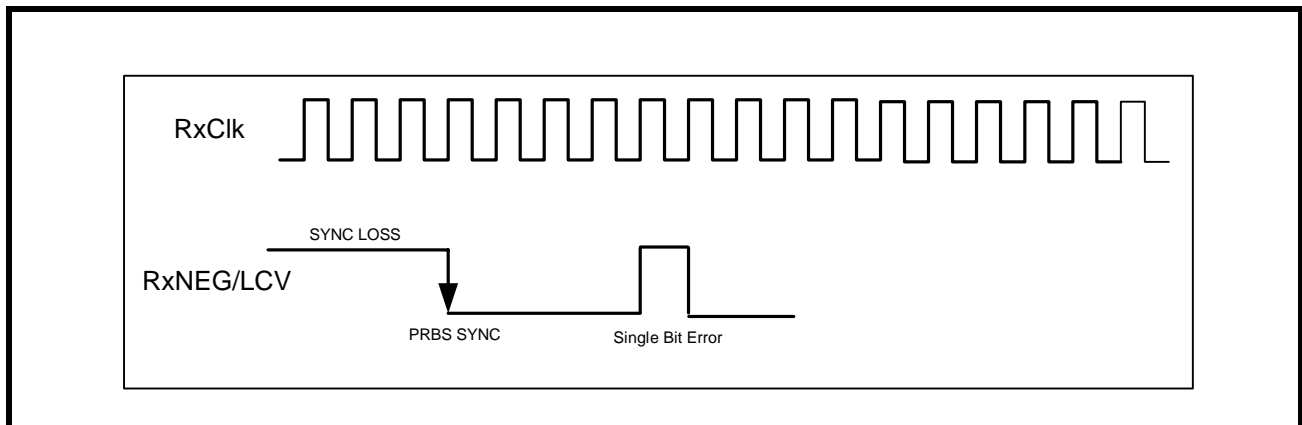 RxClk
SYNC LOSS
RxNEG/LCV
PRBS SYNC
Single Bit Error